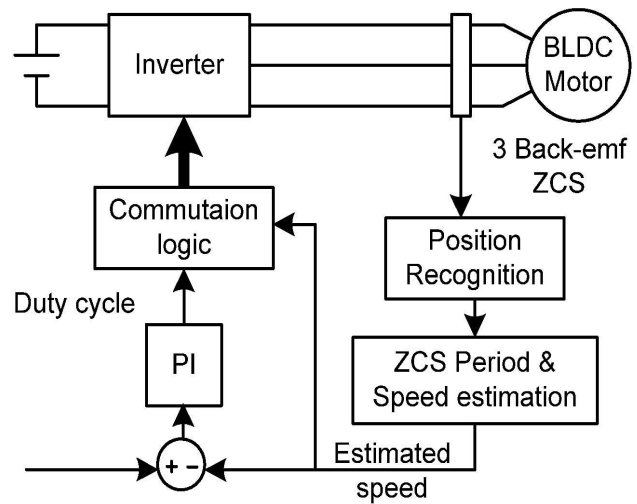 Inverter
BLDC
Motor
3 Back-emf
ZCS
Commutaion
logic
Position
Recognition
Duty cycle
PI
ZCS Period &
Speed estimation
+ -
Estimated
speed